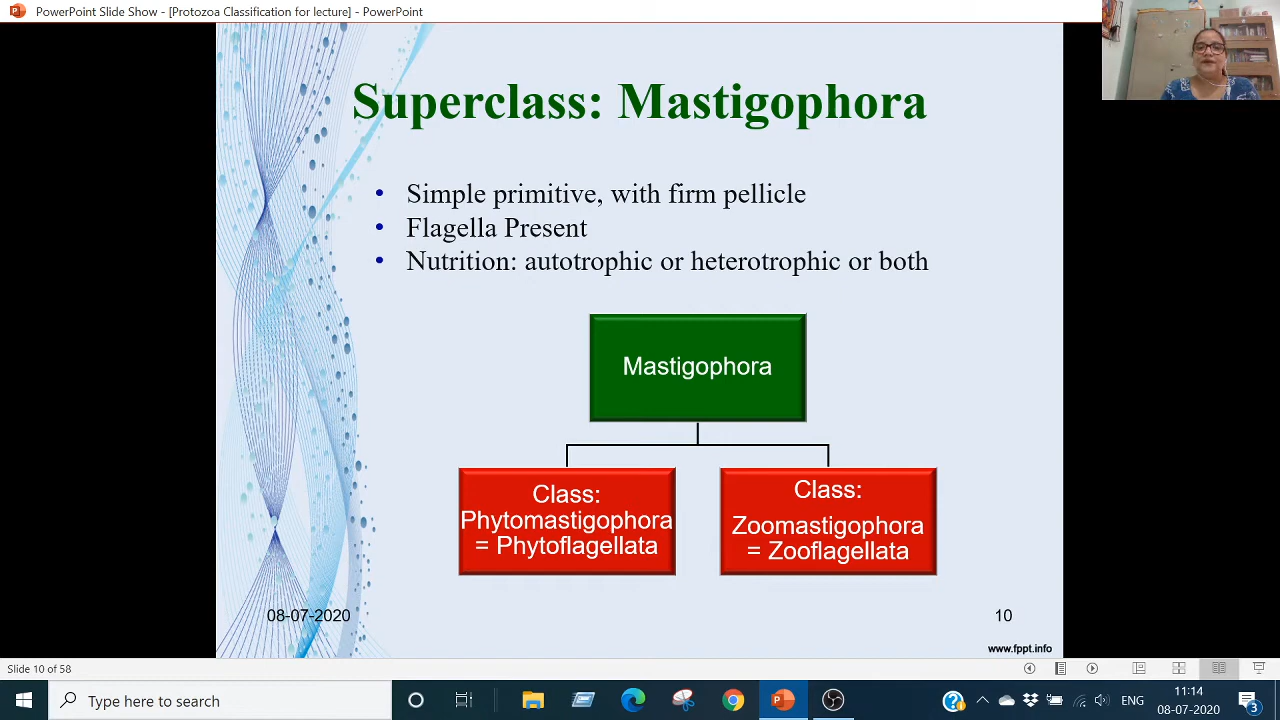 PowerPoint Slide Show - [Protozoa Classification for lecture] - PowerPoint
Superclass: Mastigophora
• Simple primitive, with firm pellicle
• Flagella Present
• Nutrition: autotrophic or heterotrophic or both
Mastigophora
Class:
Phytomastigophora
= Phytoflagellata
Class:
Zoomastigophora
= Zooflagellata
08-07-2020
10
www.fppt.info
Slide 10 of 58
Type here to search
ENG
11:14
08-07-2020
3